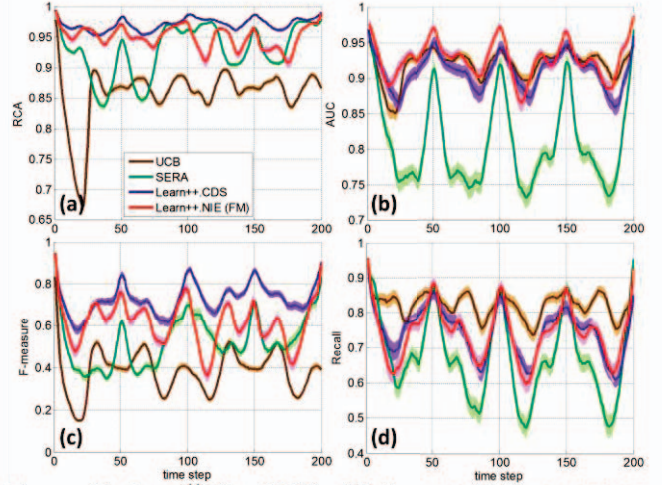 1
0.95
0.9
0.85
0.8
0.75
0.7
0.65
RCA
UCB
SERA
Learn++.CDS
Learn++.NIE (FM)
(a)
0 50 100 150 200
1
0.95
0.9
0.85
0.8
0.75
0.7
AUC
(b)
0 50 100 150 200
1
0.8
0.6
0.4
0.2
0
F-measure
(c)
0 50 100 150 200
time step
1
0.9
0.8
0.7
0.6
0.5
0.4
Recall
(d)
0 50 100 150 200
time step